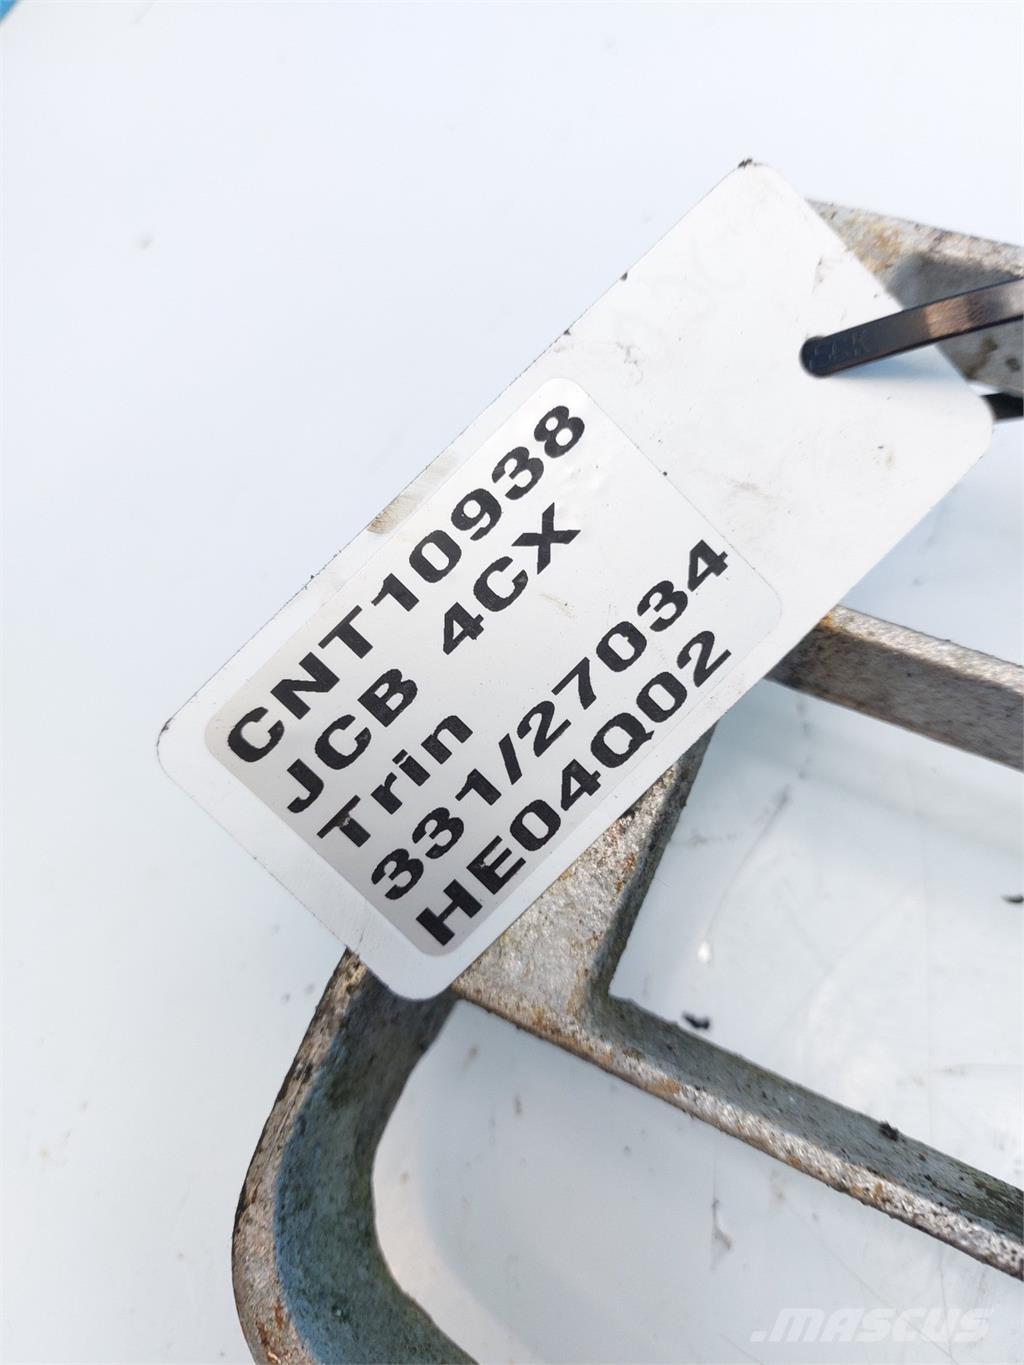 CNT10938
JCB 4CX
Trin
331/27034
HE04Q02
MASCUS